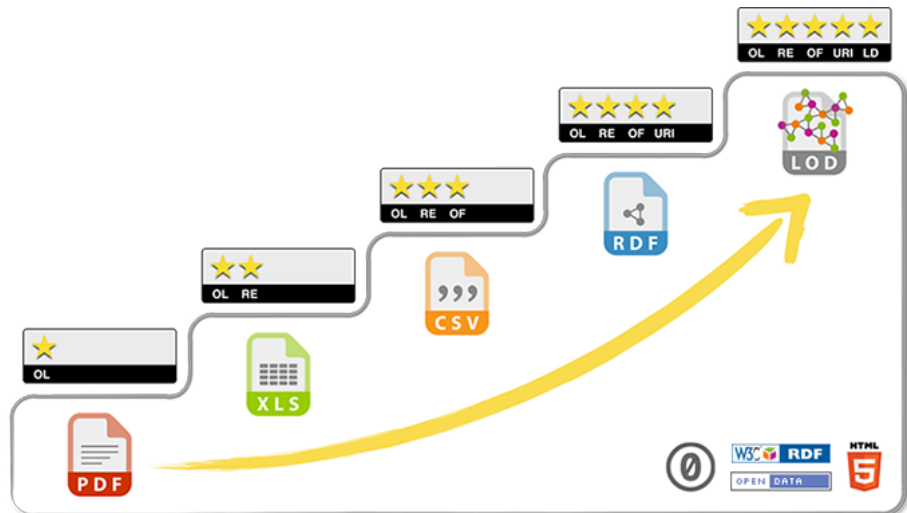 OL RE OF URI LD
LOD
OL RE OF URI
RDF
OL RE OF
CSV
OL RE
XLS
OL
PDF
0
W3C RDF
OPEN DATA
HTML
5